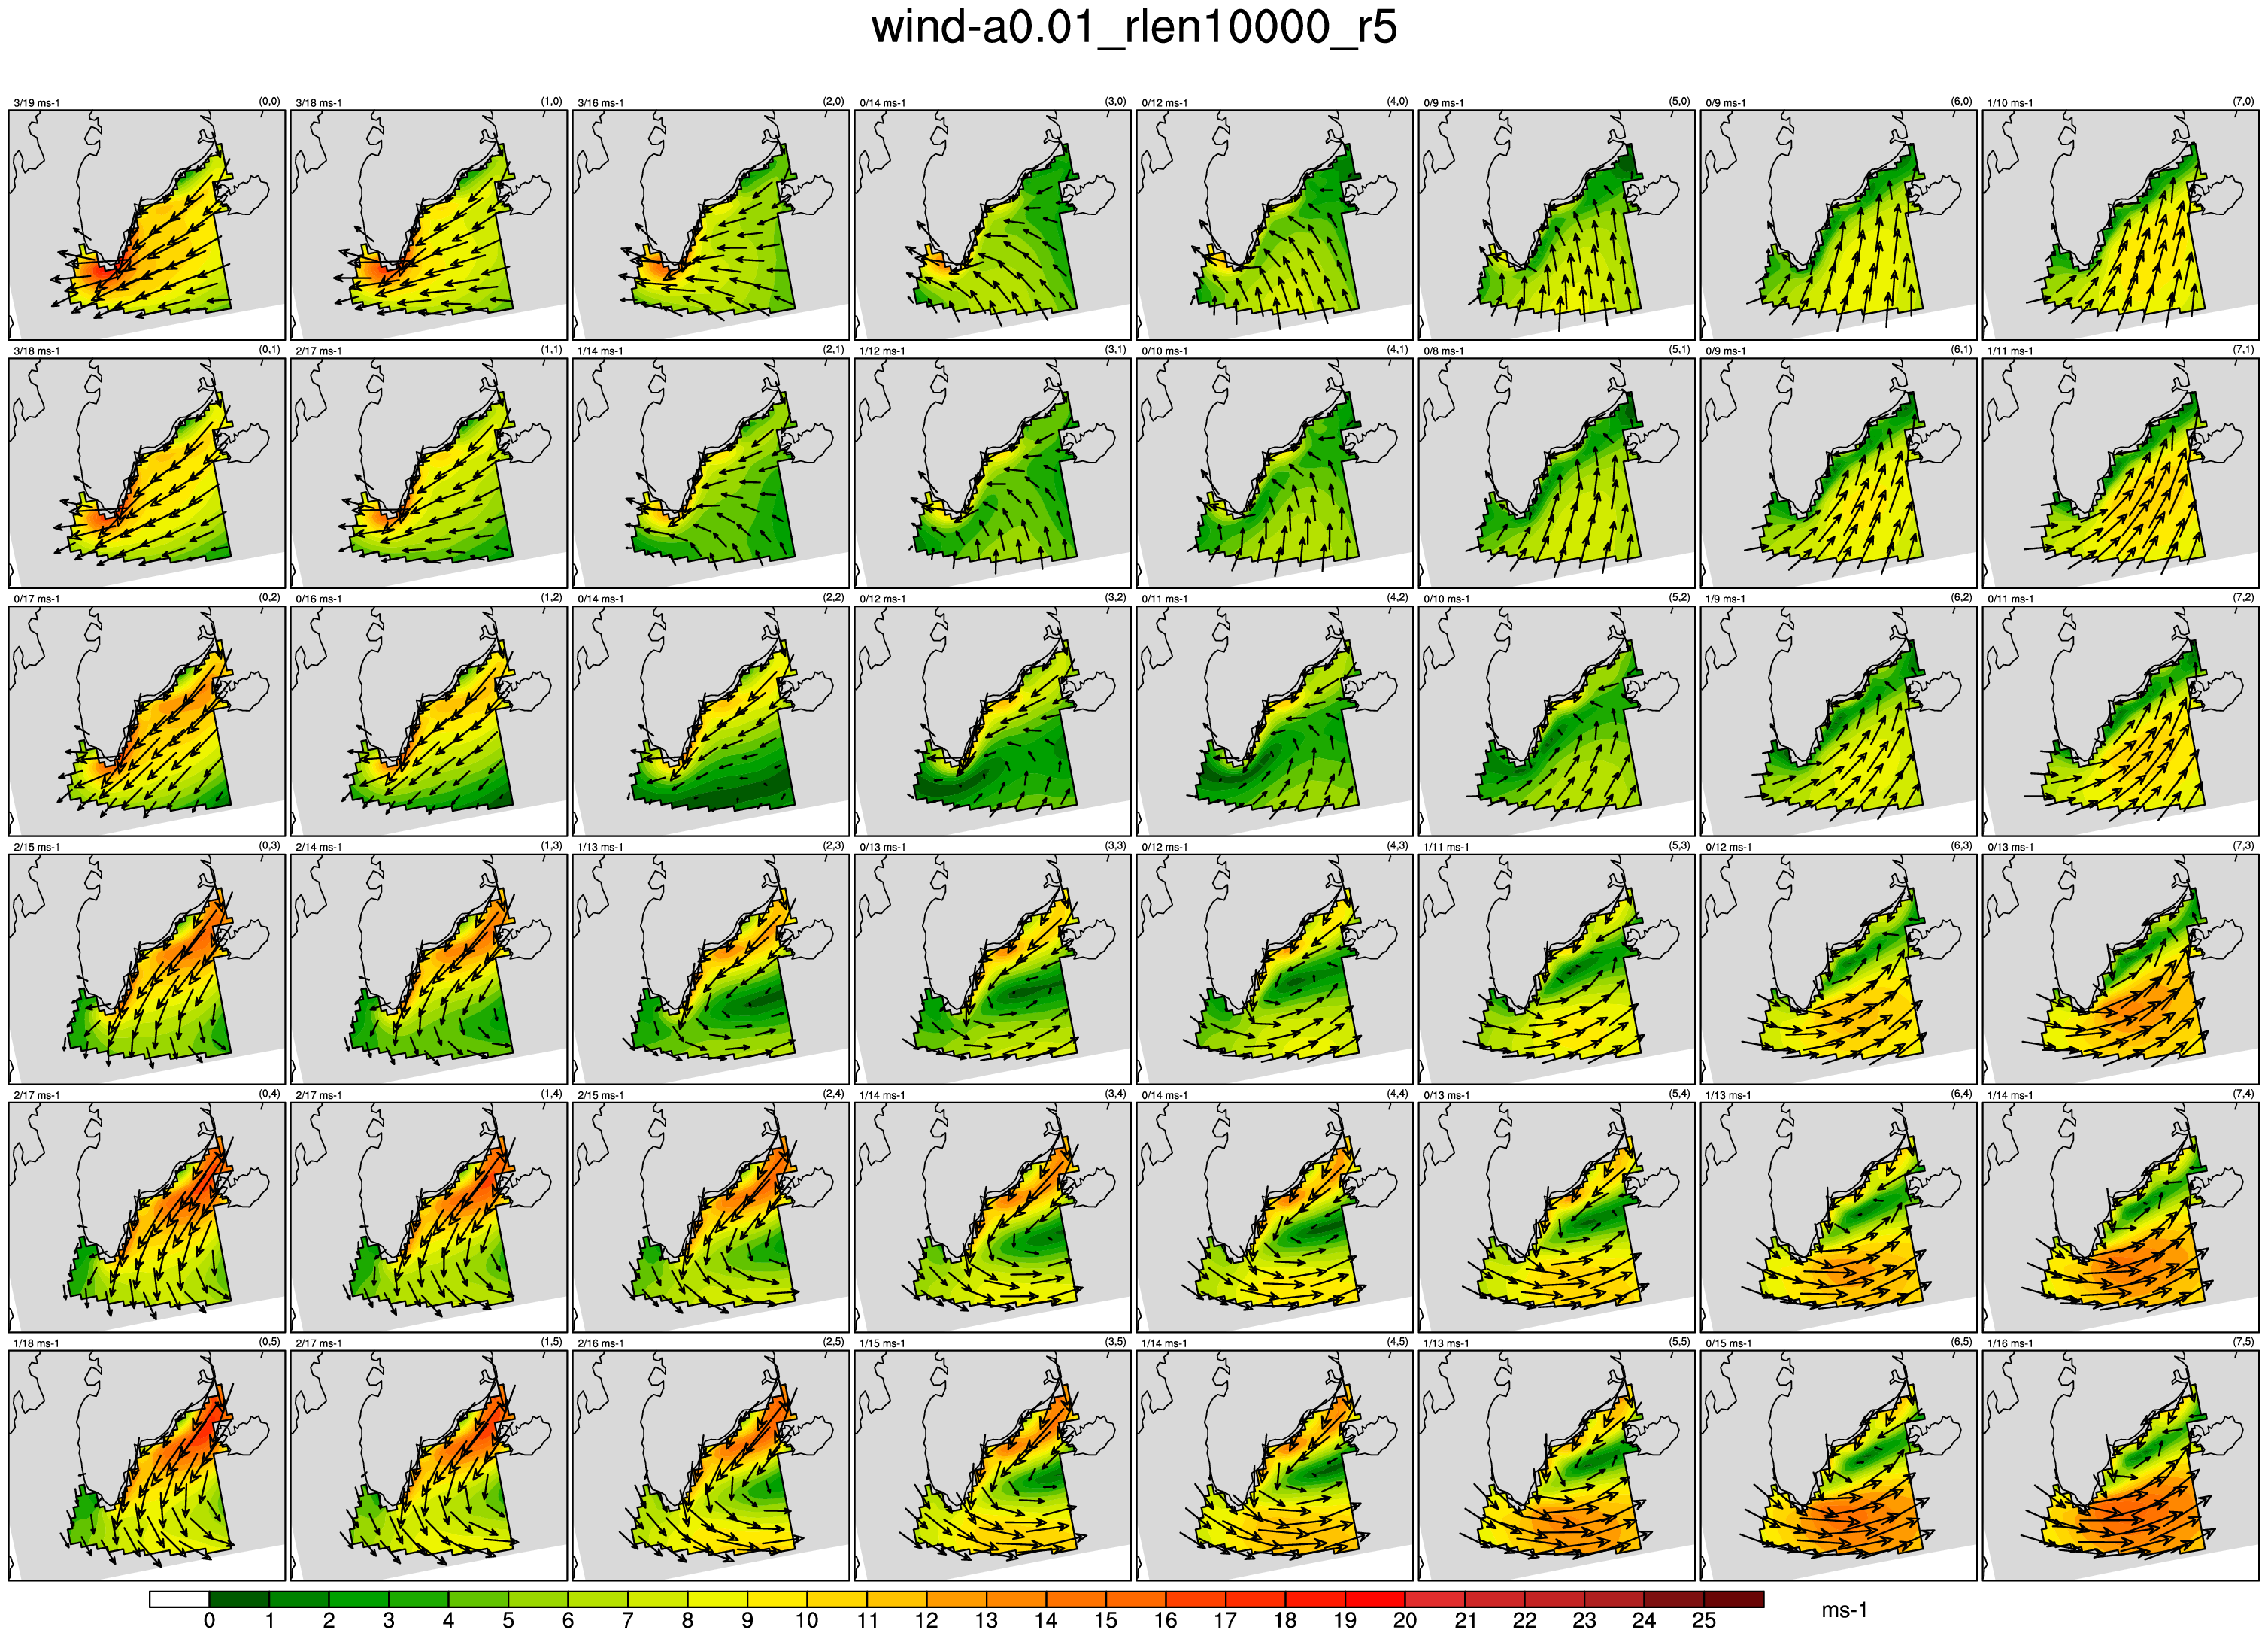 wind-a0.01_rlen10000_r5
3/19 ms-1 (0,0) 3/18 ms-1 (1,0) 3/16 ms-1 (2,0) 0/14 ms-1 (3,0) 0/12 ms-1 (4,0) 0/9 ms-1 (5,0) 0/9 ms-1 (6,0) 1/10 ms-1 (7,0)
3/18 ms-1 (0,1) 2/17 ms-1 (1,1) 1/14 ms-1 (2,1) 1/12 ms-1 (3,1) 0/10 ms-1 (4,1) 0/8 ms-1 (5,1) 0/9 ms-1 (6,1) 1/11 ms-1 (7,1)
0/17 ms-1 (0,2) 0/16 ms-1 (1,2) 0/14 ms-1 (2,2) 0/12 ms-1 (3,2) 0/11 ms-1 (4,2) 0/10 ms-1 (5,2) 1/9 ms-1 (6,2) 0/11 ms-1 (7,2)
2/15 ms-1 (0,3) 2/14 ms-1 (1,3) 1/13 ms-1 (2,3) 0/13 ms-1 (3,3) 0/12 ms-1 (4,3) 1/11 ms-1 (5,3) 0/12 ms-1 (6,3) 0/13 ms-1 (7,3)
2/17 ms-1 (0,4) 2/17 ms-1 (1,4) 2/15 ms-1 (2,4) 1/14 ms-1 (3,4) 0/14 ms-1 (4,4) 0/13 ms-1 (5,4) 1/13 ms-1 (6,4) 1/14 ms-1 (7,4)
1/18 ms-1 (0,5) 2/17 ms-1 (1,5) 2/16 ms-1 (2,5) 1/15 ms-1 (3,5) 1/14 ms-1 (4,5) 1/13 ms-1 (5,5) 0/15 ms-1 (6,5) 1/16 ms-1 (7,5)
0 1 2 3 4 5 6 7 8 9 10 11 12 13 14 15 16 17 18 19 20 21 22 23 24 25 ms-1